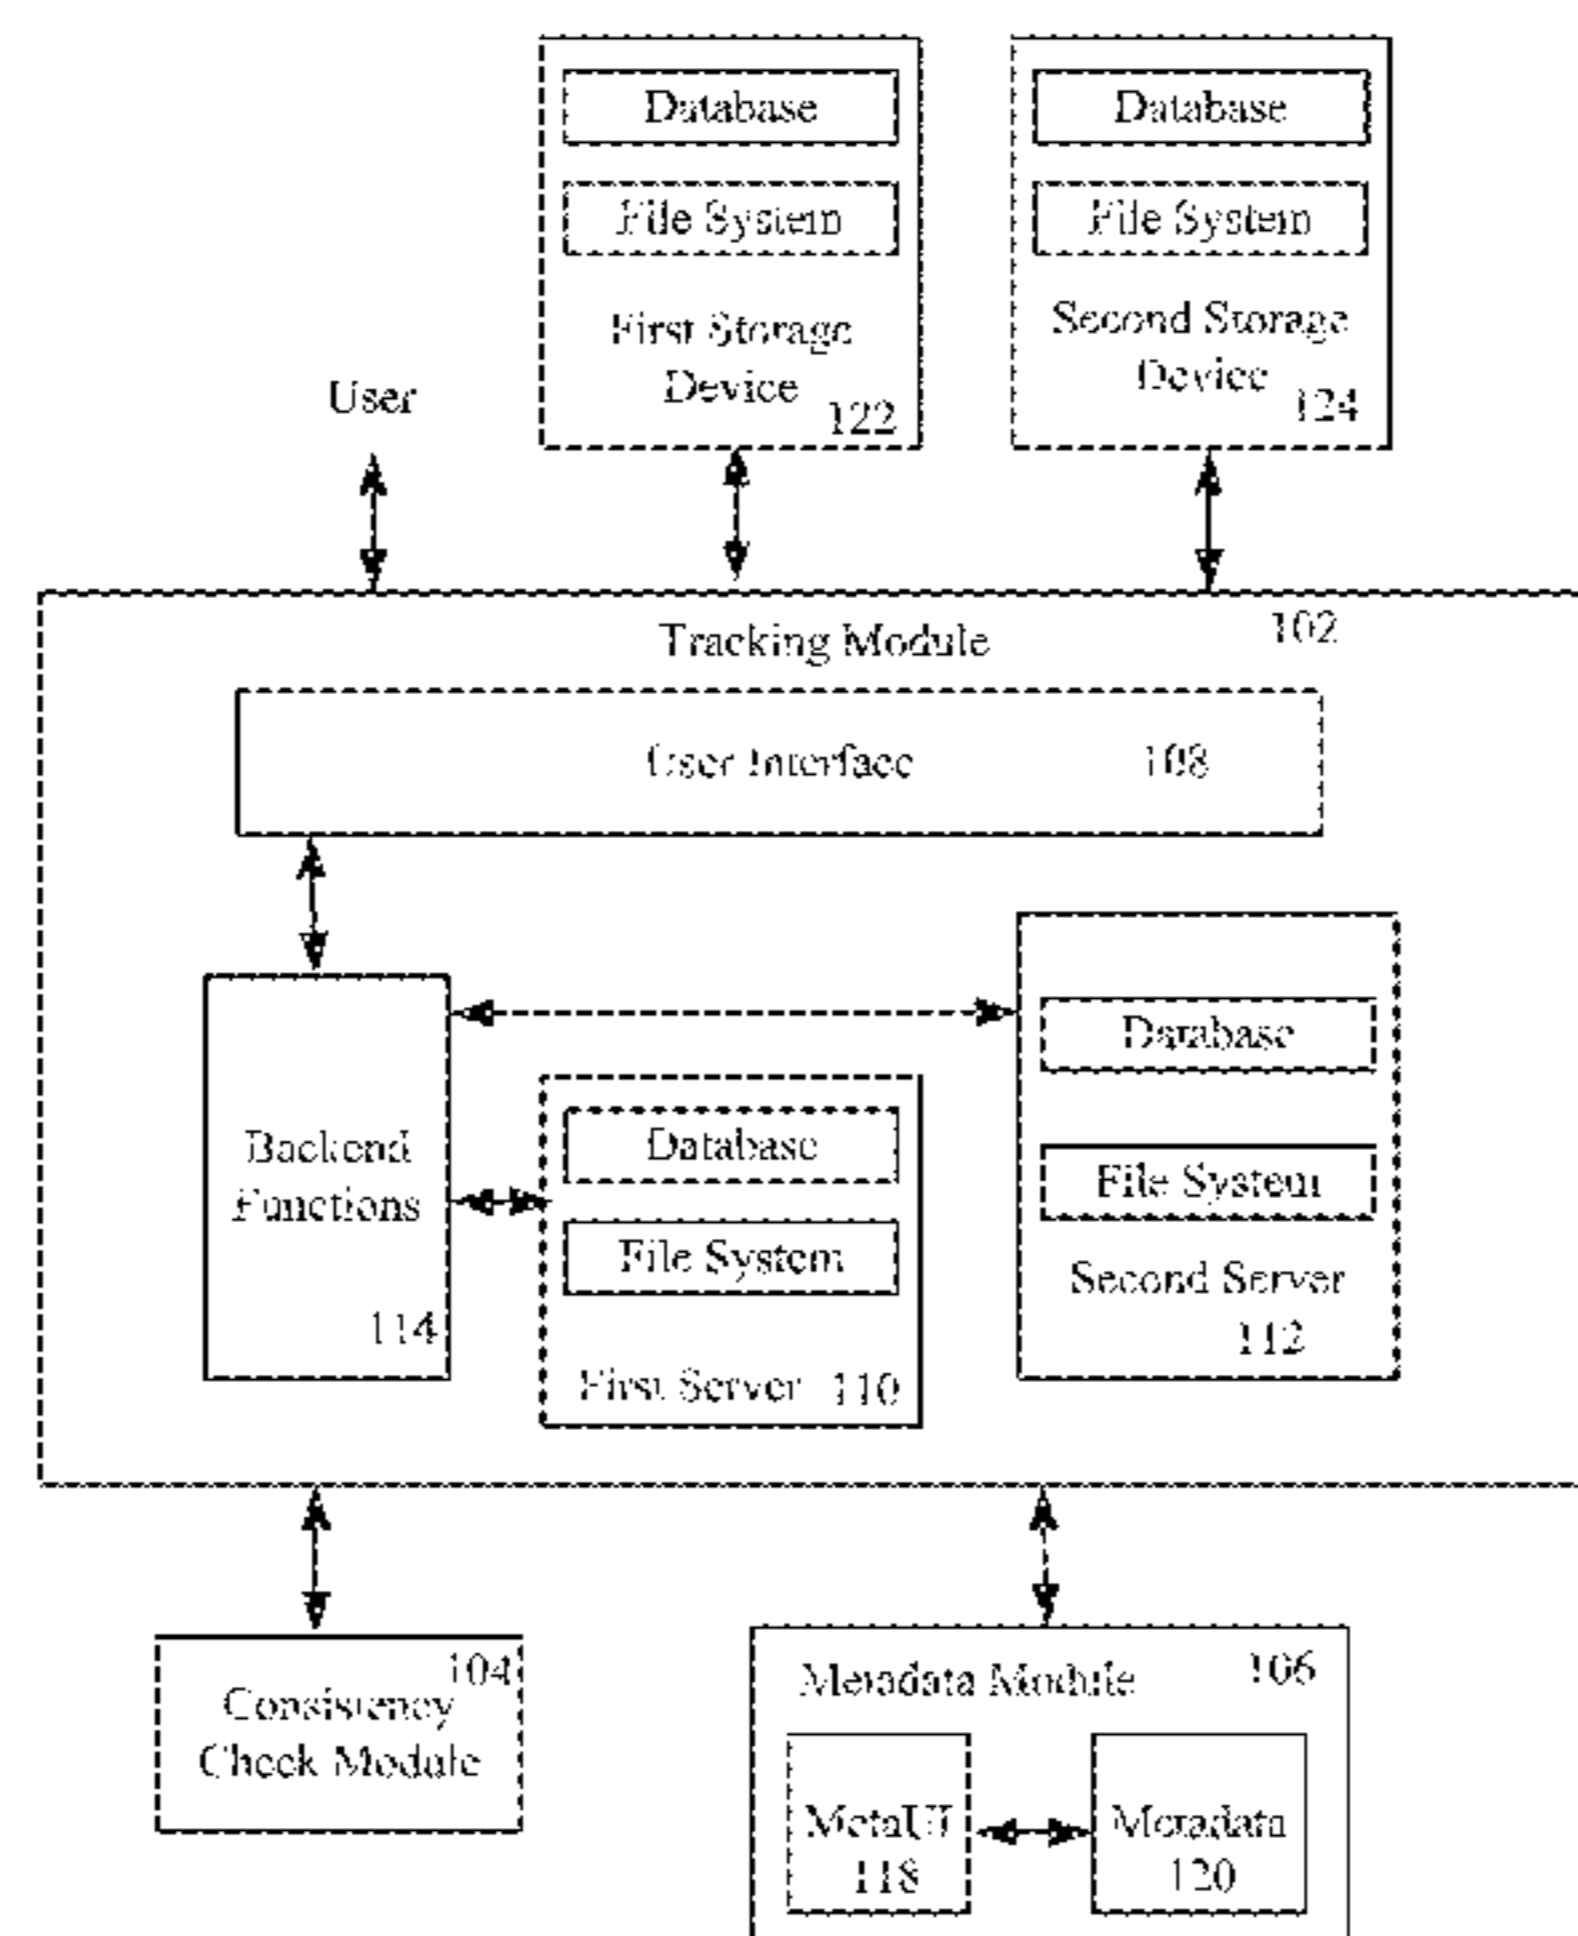 Database
File System
First Storage
Device
122
Database
File System
Second Storage
Device
124
User
Tracking Module
102
User Interface
108
Backend
Functions
114
Database
File System
First Server
110
Database
File System
Second Server
112
104
Consistency
Check Module
Metadata Module
106
MetaUI
118
Metadata
120